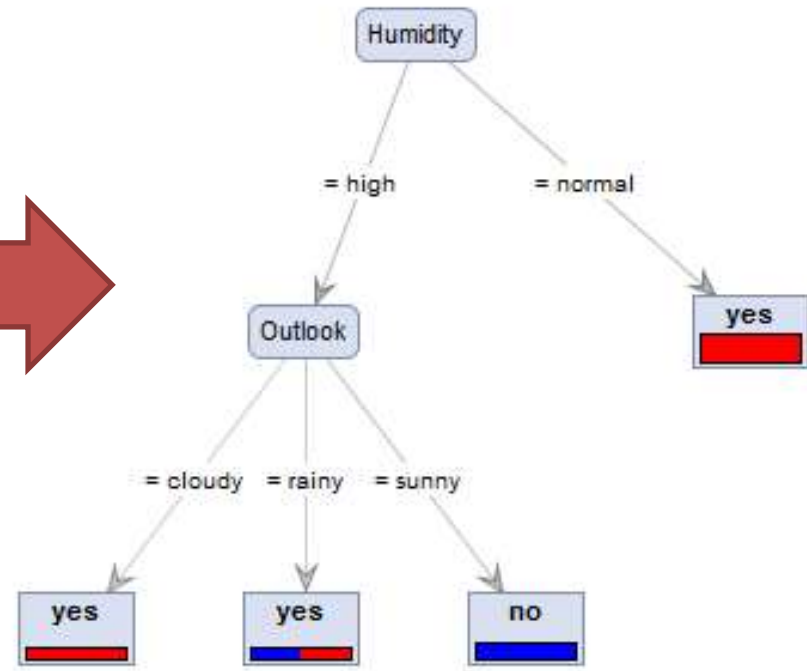 Humidity
= high
= normal
yes
Outlook
= cloudy
= rainy
= sunny
yes
yes
no